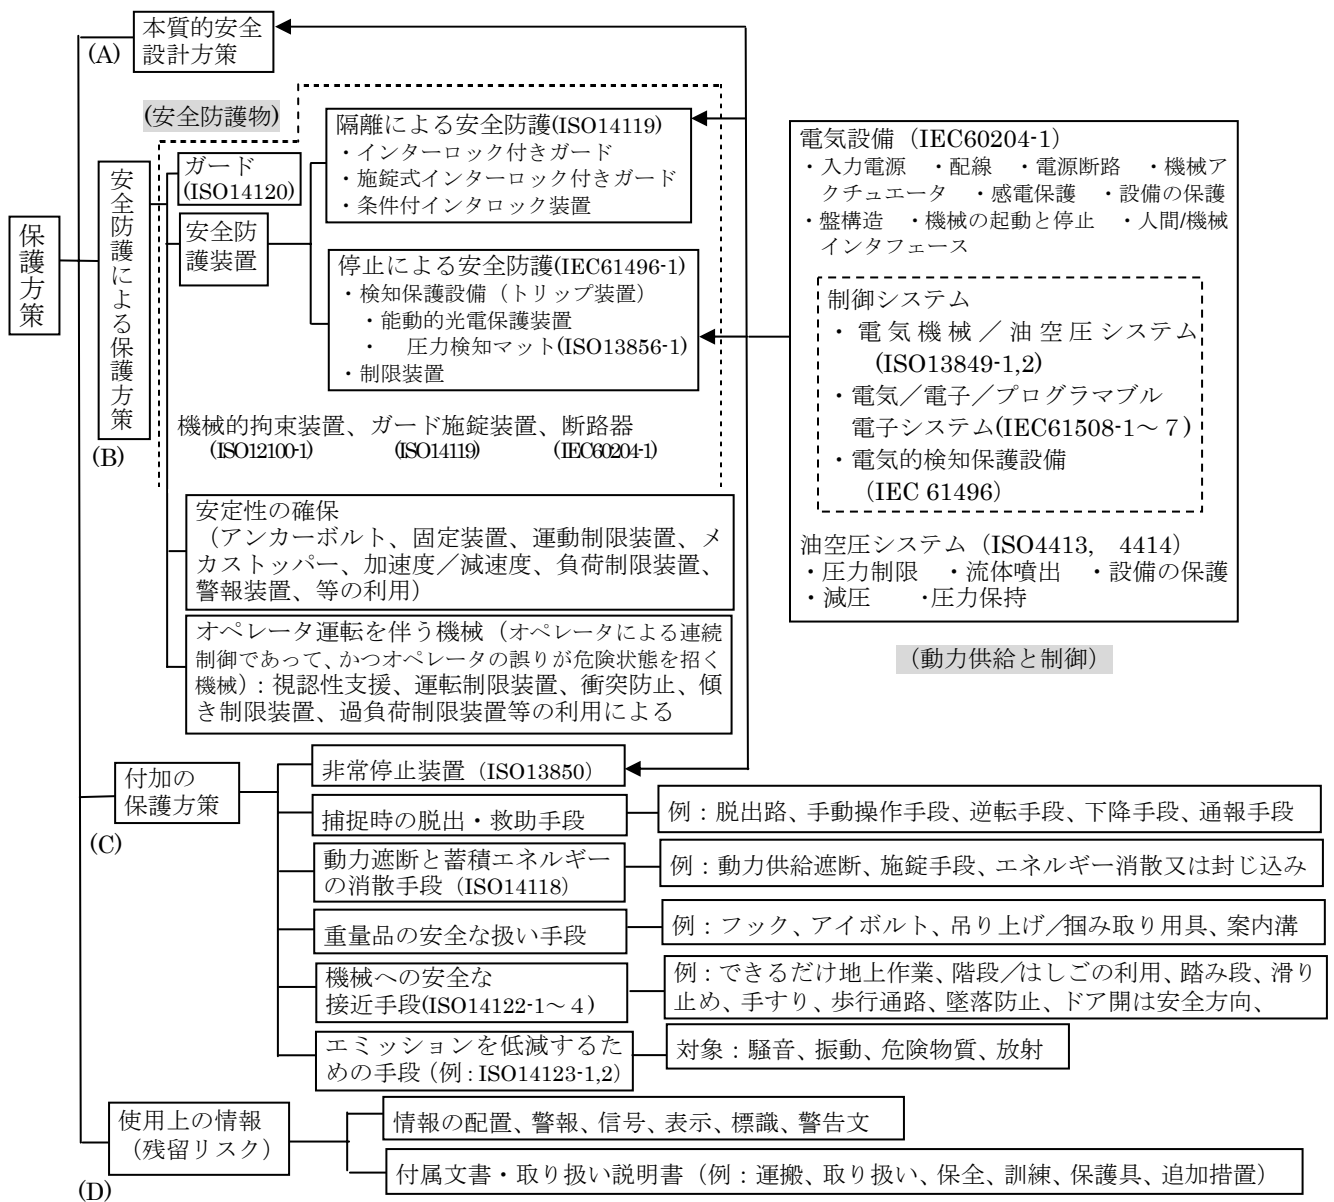 保護方策
(A)
本質的安全
設計方策
(安全防護物)
安全防護による保護方策
(B)
ガード
(ISO14120)
安全防
護装置
隔離による安全防護(ISO14119)
・インターロック付きガード
・施錠式インターロック付きガード
・条件付インタロック装置
停止による安全防護(IEC61496-1)
・検知保護設備（トリップ装置）
・能動的光電保護装置
・　圧力検知マット(ISO13856-1)
・制限装置
機械的拘束装置、ガード施錠装置、断路器
(ISO12100-1)　(ISO14119)　(IEC60204-1)
安定性の確保
（アンカーボルト、固定装置、運動制限装置、メ
カストッパー、加速度／減速度、負荷制限装置、
警報装置、等の利用）
オペレータ運転を伴う機械（オペレータによる連続
制御であって、かつオペレータの誤りが危険状態を招く
機械）: 視認性支援、運転制限装置、衝突防止、傾
き制限装置、過負荷制限装置等の利用による
電気設備（IEC60204-1）
・入力電源　・配線　・電源断路　・機械ア
クチュエータ　・感電保護　・設備の保護
・盤構造　・機械の起動と停止　・人間/機械
インタフェース
制御システム
・電気機械／油空圧システム
(ISO13849-1,2)
・電気／電子／プログラマブル
電子システム(IEC61508-1～７)
・電気的検知保護設備
（IEC 61496）
油空圧システム（ISO4413,　4414）
・圧力制限　・流体噴出　・設備の保護
・減圧　　・圧力保持
（動力供給と制御）
付加の
保護方策
(C)
非常停止装置（ISO13850）
捕捉時の脱出・救助手段
例：脱出路、手動操作手段、逆転手段、下降手段、通報手段
動力遮断と蓄積エネルギー
の消散手段（ISO14118）
例：動力供給遮断、施錠手段、エネルギー消散又は封じ込み
重量品の安全な扱い手段
例：フック、アイボルト、吊り上げ／掴み取り用具、案内溝
機械への安全な
接近手段(ISO14122-1～４)
例：できるだけ地上作業、階段／はしごの利用、踏み段、滑り
止め、手すり、歩行通路、墜落防止、ドア開は安全方向、
エミッションを低減するた
めの手段（例：ISO14123-1,2）
対象：騒音、振動、危険物質、放射
使用上の情報
（残留リスク）
(D)
情報の配置、警報、信号、表示、標識、警告文
付属文書・取り扱い説明書（例：運搬、取り扱い、保全、訓練、保護具、追加措置）